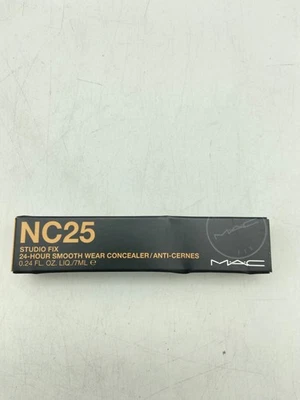 NC25
STUDIO FIX
24-HOUR SMOOTH WEAR CONCEALER/ANTI-CERNES
0.24 FL. OZ. LIQ./7ML ℮
MAC